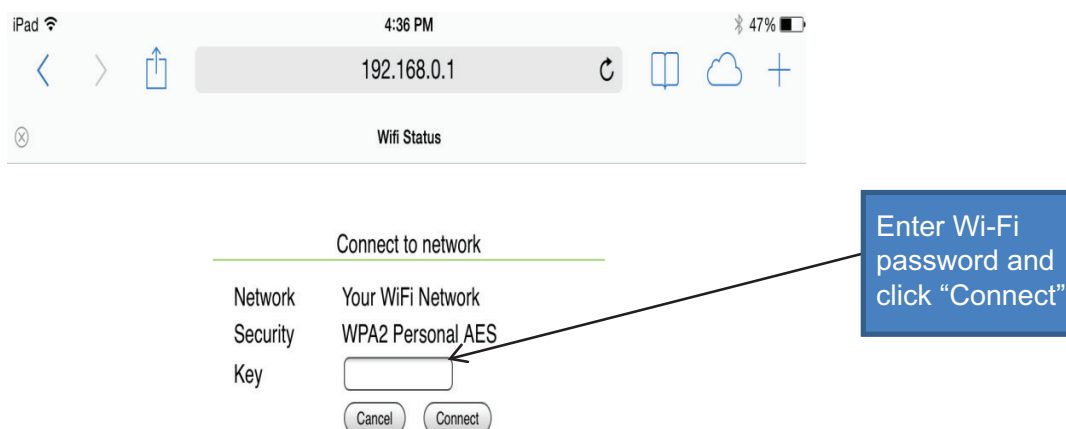 iPad 4:36 PM 47%
192.168.0.1
Wifi Status
Connect to network
Network Your WiFi Network
Security WPA2 Personal AES
Key
Cancel Connect
Enter Wi-Fi
password and
click “Connect”